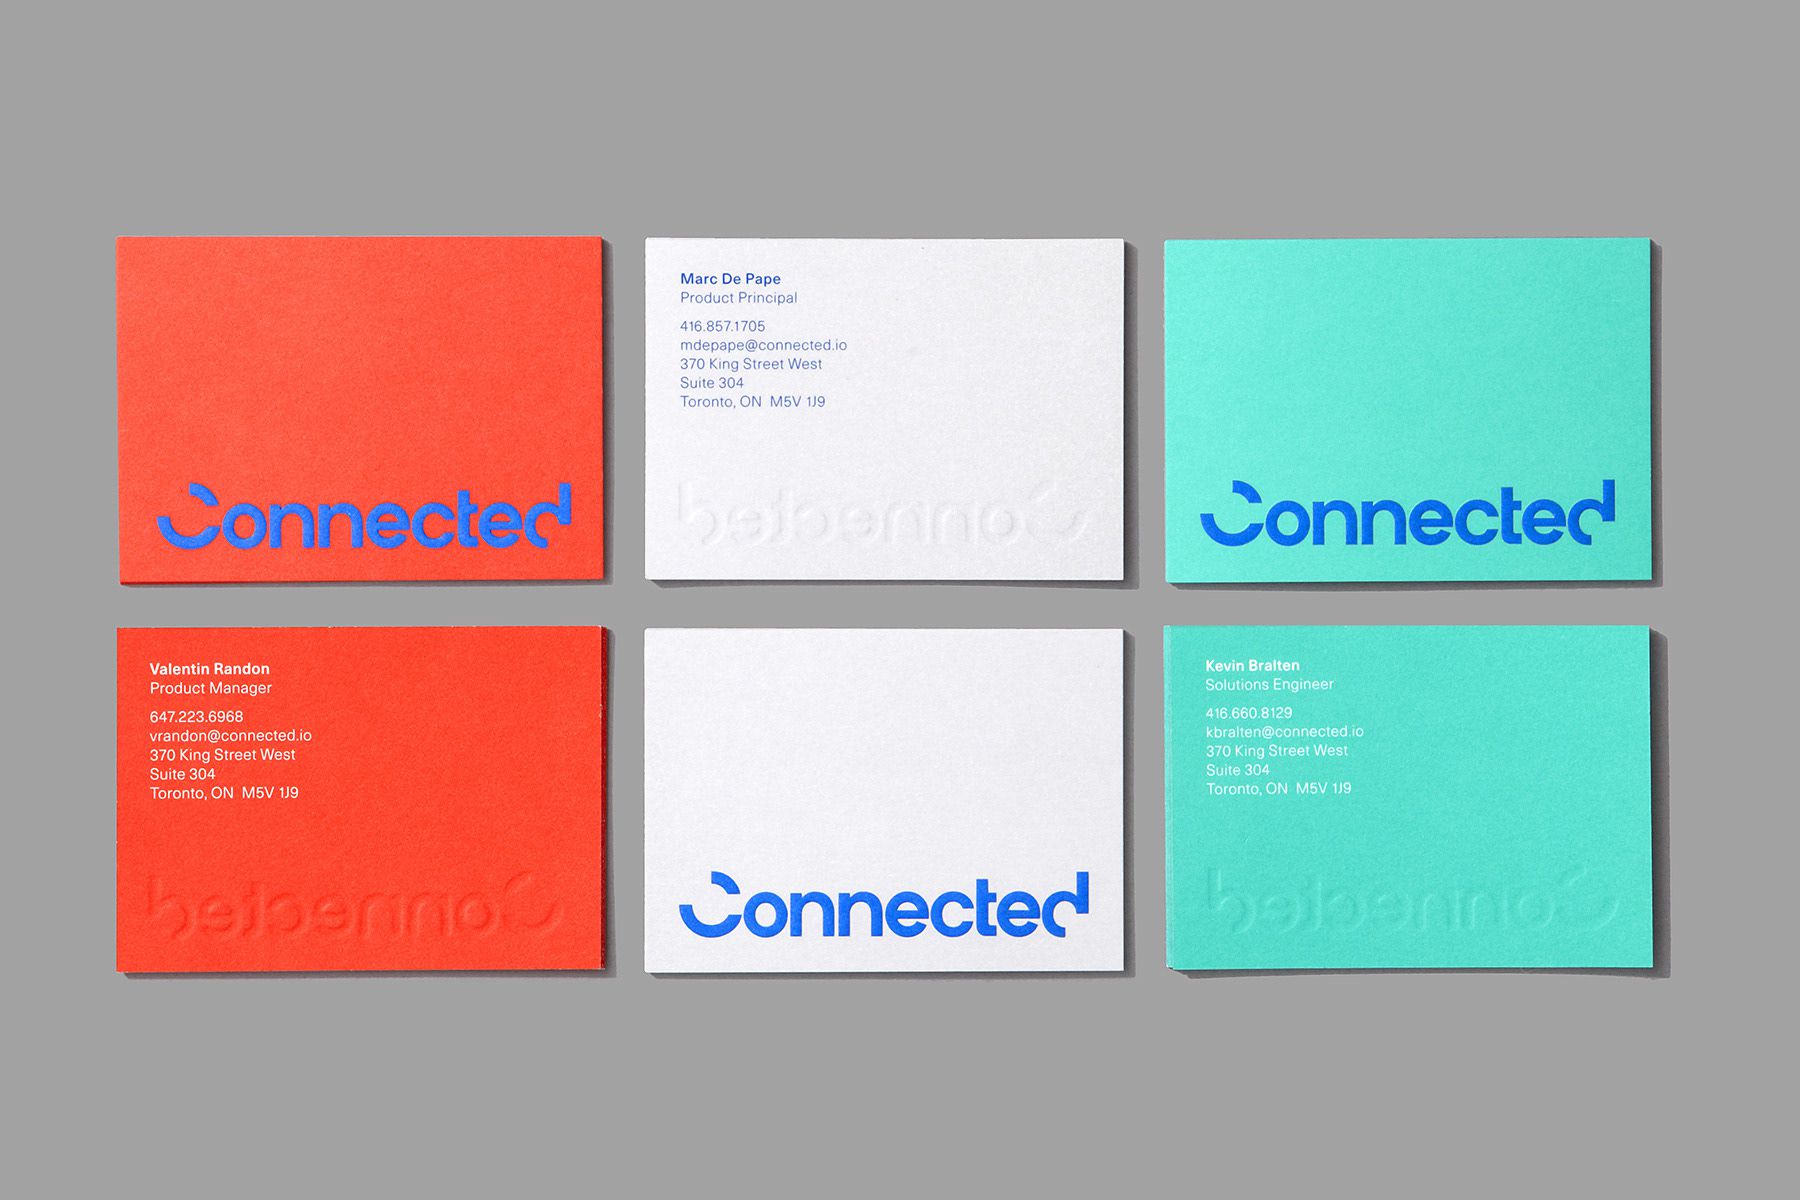 Connected
Marc De Pape
Product Principal
416.857.1705
mdepape@connected.io
370 King Street West
Suite 304
Toronto, ON  M5V 1J9
Connected
Connected
Valentin Randon
Product Manager
647.223.6968
vrandon@connected.io
370 King Street West
Suite 304
Toronto, ON  M5V 1J9
Connected
Connected
Kevin Bralten
Solutions Engineer
416.660.8129
kbralten@connected.io
370 King Street West
Suite 304
Toronto, ON  M5V 1J9
Connected